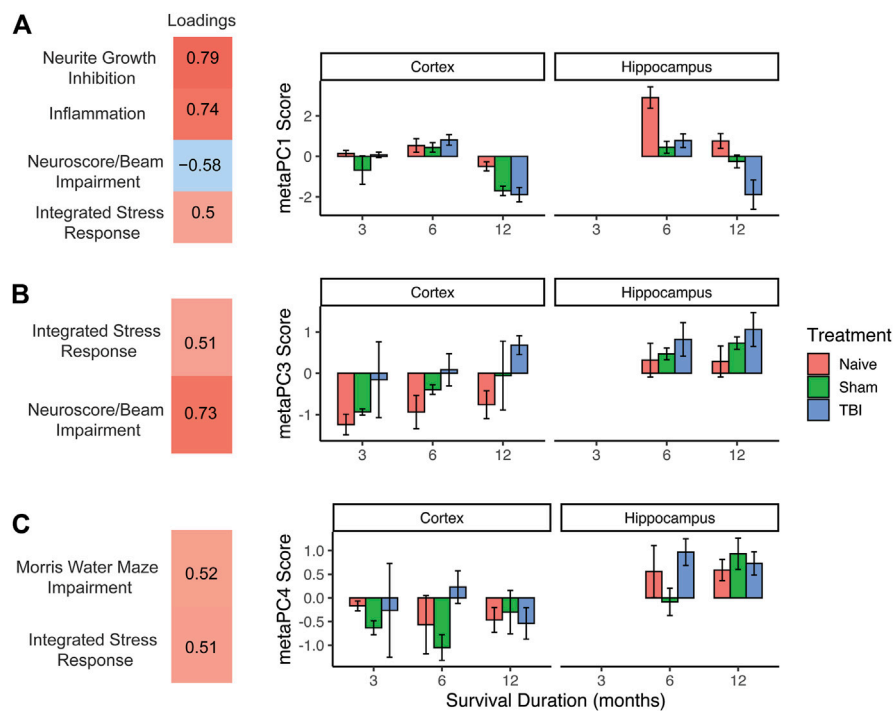 A
Loadings
Neurite Growth
Inhibition
0.79
Inflammation
0.74
Neuroscore/Beam
Impairment
−0.58
Integrated Stress
Response
0.5
Cortex
Hippocampus
metaPC1 Score
2
0
-2
3
6
12
3
6
12
B
Integrated Stress
Response
0.51
Neuroscore/Beam
Impairment
0.73
Cortex
Hippocampus
metaPC3 Score
1
0
-1
3
6
12
3
6
12
Treatment
Naive
Sham
TBI
C
Morris Water Maze
Impairment
0.52
Integrated Stress
Response
0.51
Cortex
Hippocampus
metaPC4 Score
1.0
0.5
0.0
-0.5
-1.0
3
6
12
3
6
12
Survival Duration (months)